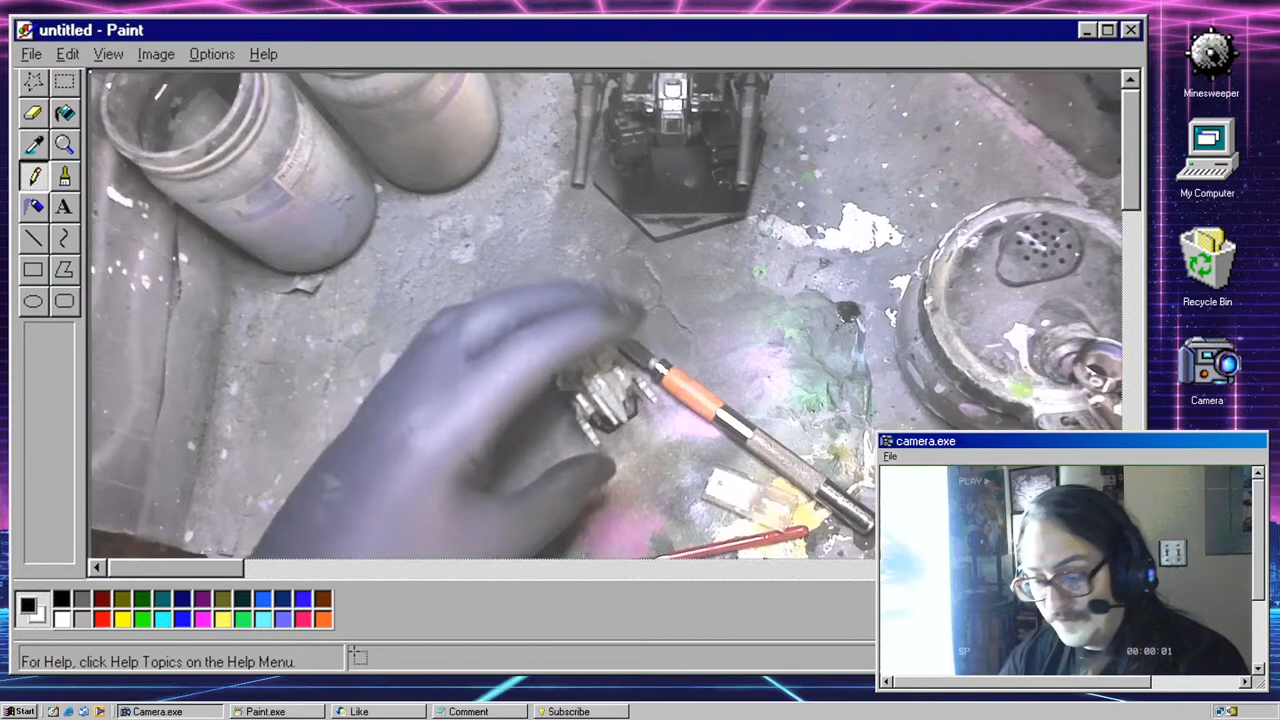 untitled - Paint
File Edit View Image Options Help
Minesweeper
My Computer
Recycle Bin
Camera
camera.exe
File
PLAY
SP 00:00:01
For Help, click Help Topics on the Help Menu.
Start Camera.exe Paint.exe Like Comment Subscribe